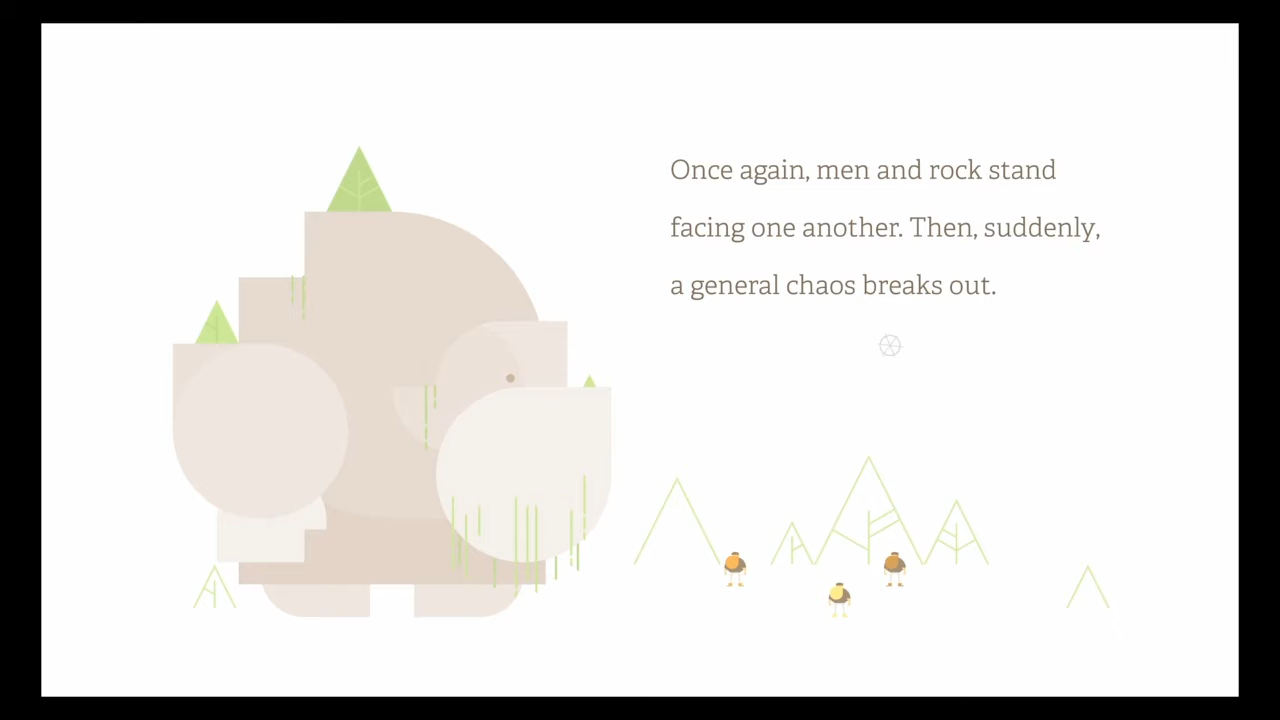 Once again, men and rock stand
facing one another. Then, suddenly,
a general chaos breaks out.